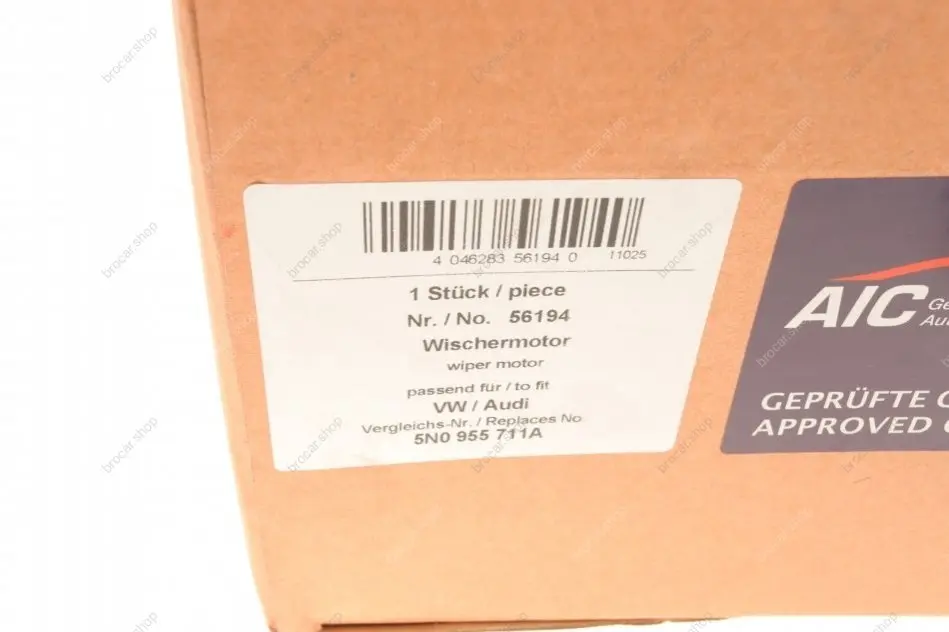 4 046283 56194 0 11025
1 Stück / piece
Nr. / No. 56194
Wischermotor
wiper motor
passend für / to fit
VW / Audi
Vergleichs-Nr. / Replaces No
5N0 955 711A
AIC
GEPRÜFTE
APPROVED
brocar.shop